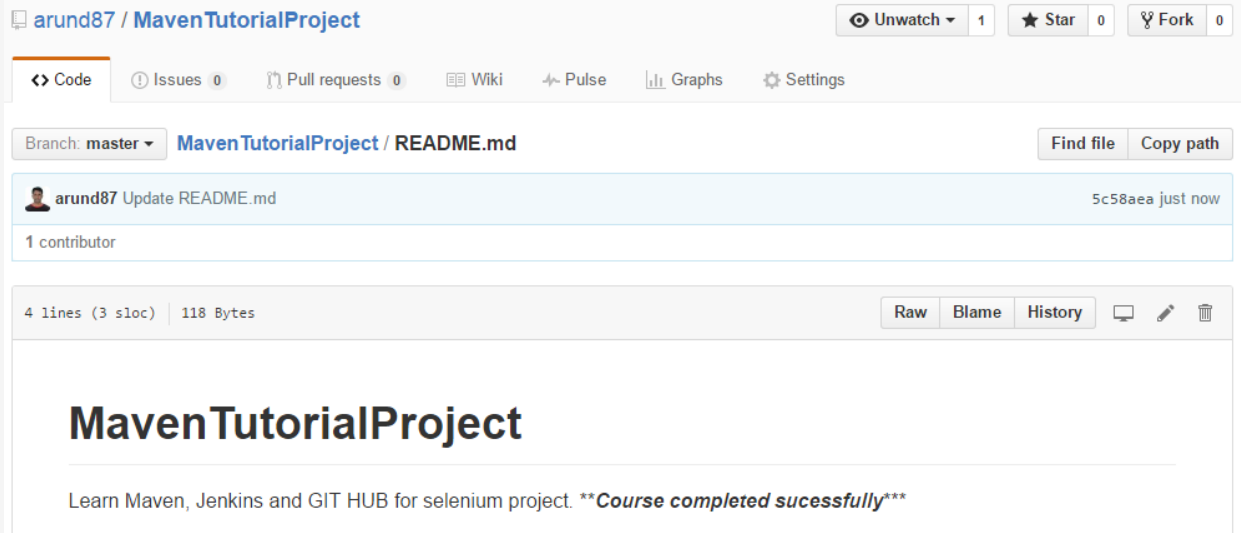 arund87 / MavenTutorialProject Unwatch 1 Star 0 Fork 0
Code Issues 0 Pull requests 0 Wiki Pulse Graphs Settings
Branch: master MavenTutorialProject / README.md Find file Copy path
arund87 Update README.md 5c58aea just now
1 contributor
4 lines (3 sloc) 118 Bytes Raw Blame History
MavenTutorialProject
Learn Maven, Jenkins and GIT HUB for selenium project. **Course completed sucessfully***